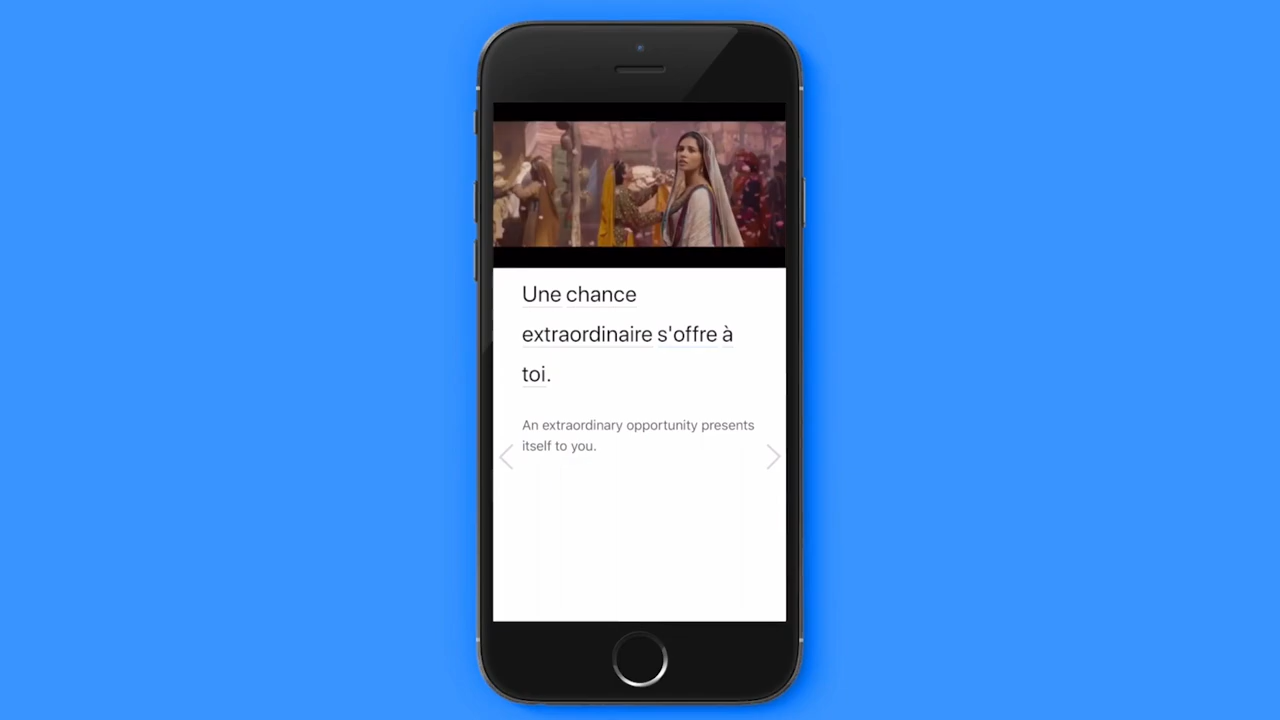 Une chance
extraordinaire s'offre à
toi.
An extraordinary opportunity presents
itself to you.